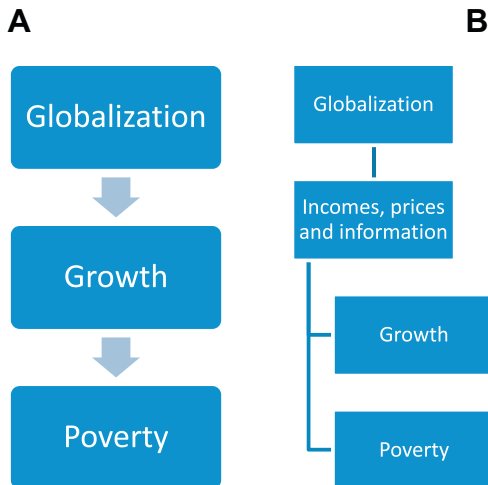 A
Globalization
Growth
Poverty
B
Globalization
Incomes, prices
and information
Growth
Poverty